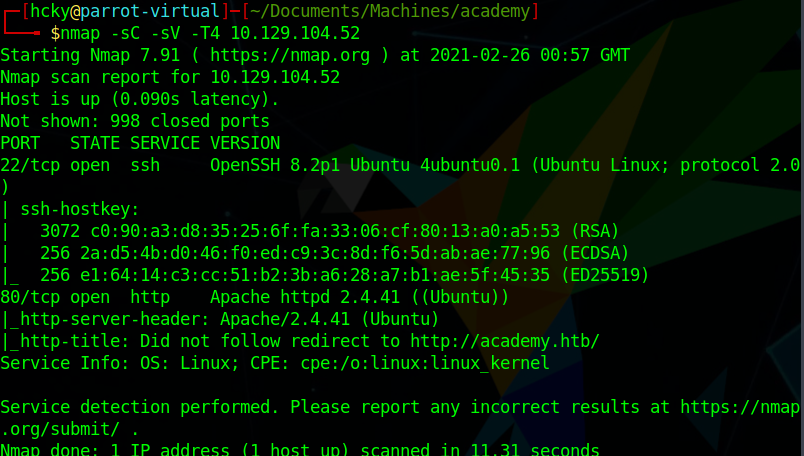 ┌─[hcky@parrot-virtual]─[~/Documents/Machines/academy]
└──╼ $nmap -sC -sV -T4 10.129.104.52
Starting Nmap 7.91 ( https://nmap.org ) at 2021-02-26 00:57 GMT
Nmap scan report for 10.129.104.52
Host is up (0.090s latency).
Not shown: 998 closed ports
PORT   STATE SERVICE VERSION
22/tcp open  ssh     OpenSSH 8.2p1 Ubuntu 4ubuntu0.1 (Ubuntu Linux; protocol 2.0
)
| ssh-hostkey:
|   3072 c0:90:a3:d8:35:25:6f:fa:33:06:cf:80:13:a0:a5:53 (RSA)
|   256 2a:d5:4b:d0:46:f0:ed:c9:3c:8d:f6:5d:ab:ae:77:96 (ECDSA)
|_  256 e1:64:14:c3:cc:51:b2:3b:a6:28:a7:b1:ae:5f:45:35 (ED25519)
80/tcp open  http    Apache httpd 2.4.41 ((Ubuntu))
|_http-server-header: Apache/2.4.41 (Ubuntu)
|_http-title: Did not follow redirect to http://academy.htb/
Service Info: OS: Linux; CPE: cpe:/o:linux:linux_kernel

Service detection performed. Please report any incorrect results at https://nmap
.org/submit/ .
Nmap done: 1 IP address (1 host up) scanned in 11.31 seconds